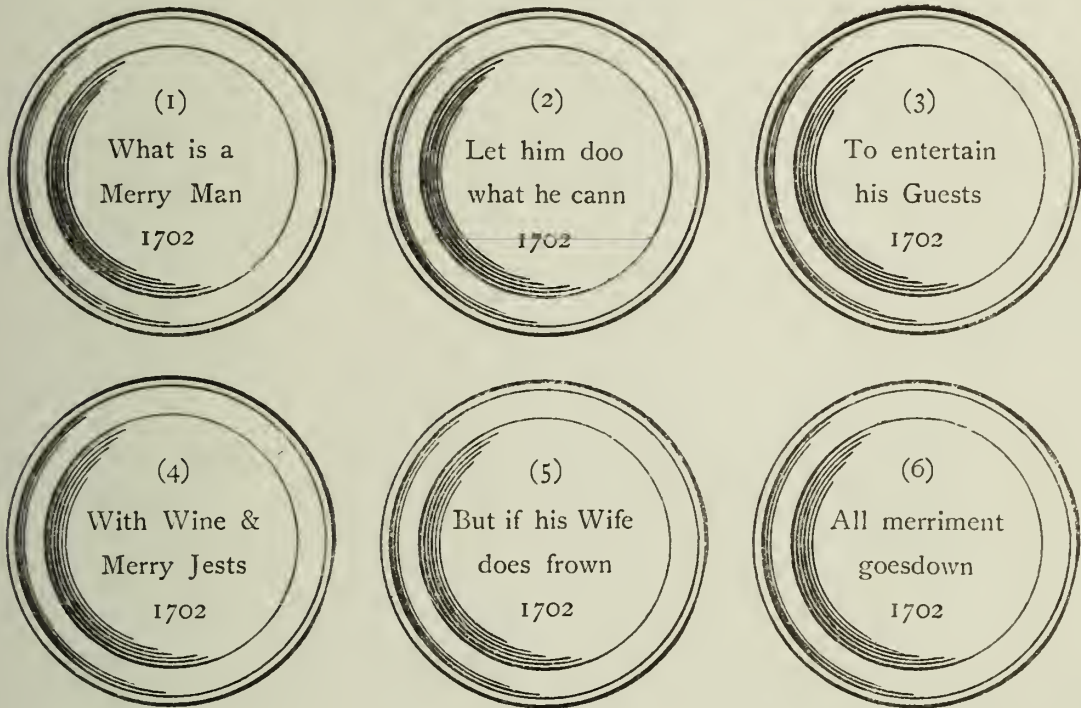 (1)
What is a
Merry Man
1702
(2)
Let him doo
what he cann
1702
(3)
To entertain
his Guests
1702
(4)
With Wine &
Merry Jests
1702
(5)
But if his Wife
does frown
1702
(6)
All merriment
goesdown
1702